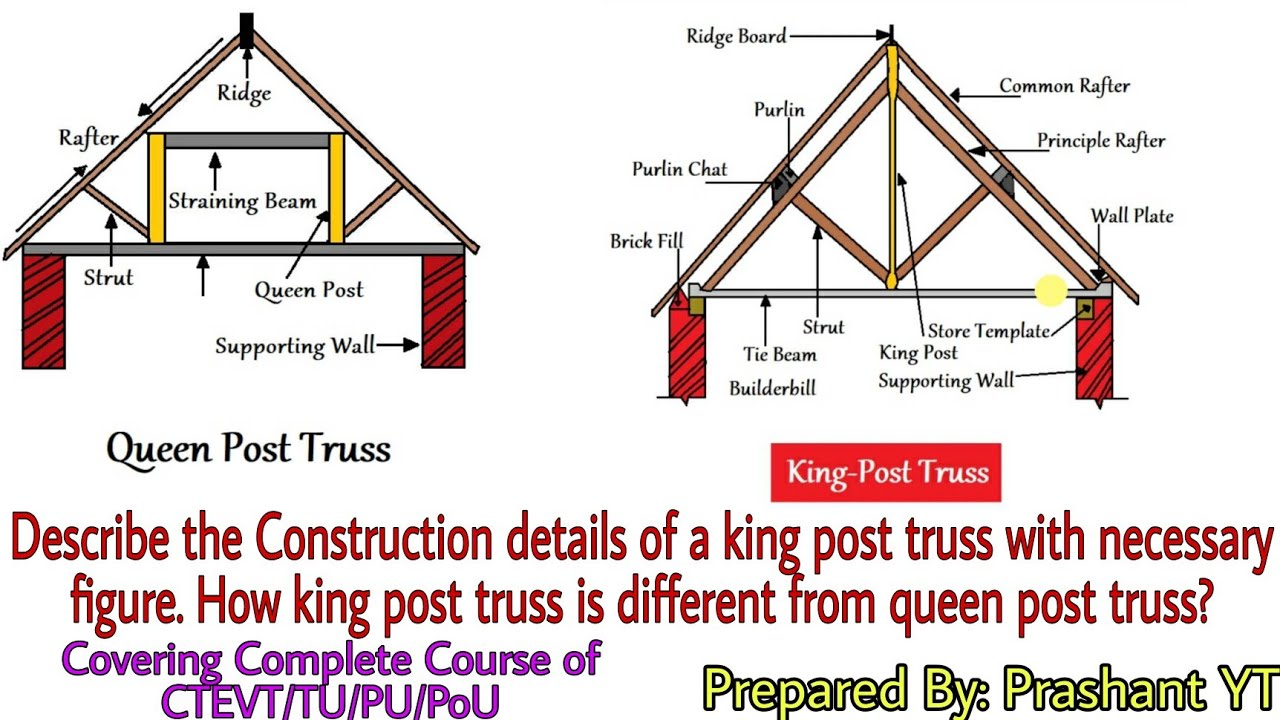 Ridge
Rafter
Straining Beam
Strut
Queen Post
Supporting Wall
Queen Post Truss
Ridge Board
Common Rafter
Purlin
Principle Rafter
Purlin Chat
Wall Plate
Brick Fill
Strut
Store Template
Tie Beam
King Post
Builderbill
Supporting Wall
King-Post Truss
Describe the Construction details of a king post truss with necessary
figure. How king post truss is different from queen post truss?
Covering Complete Course of
CTEVT/TU/PU/PoU
Prepared By: Prashant YT